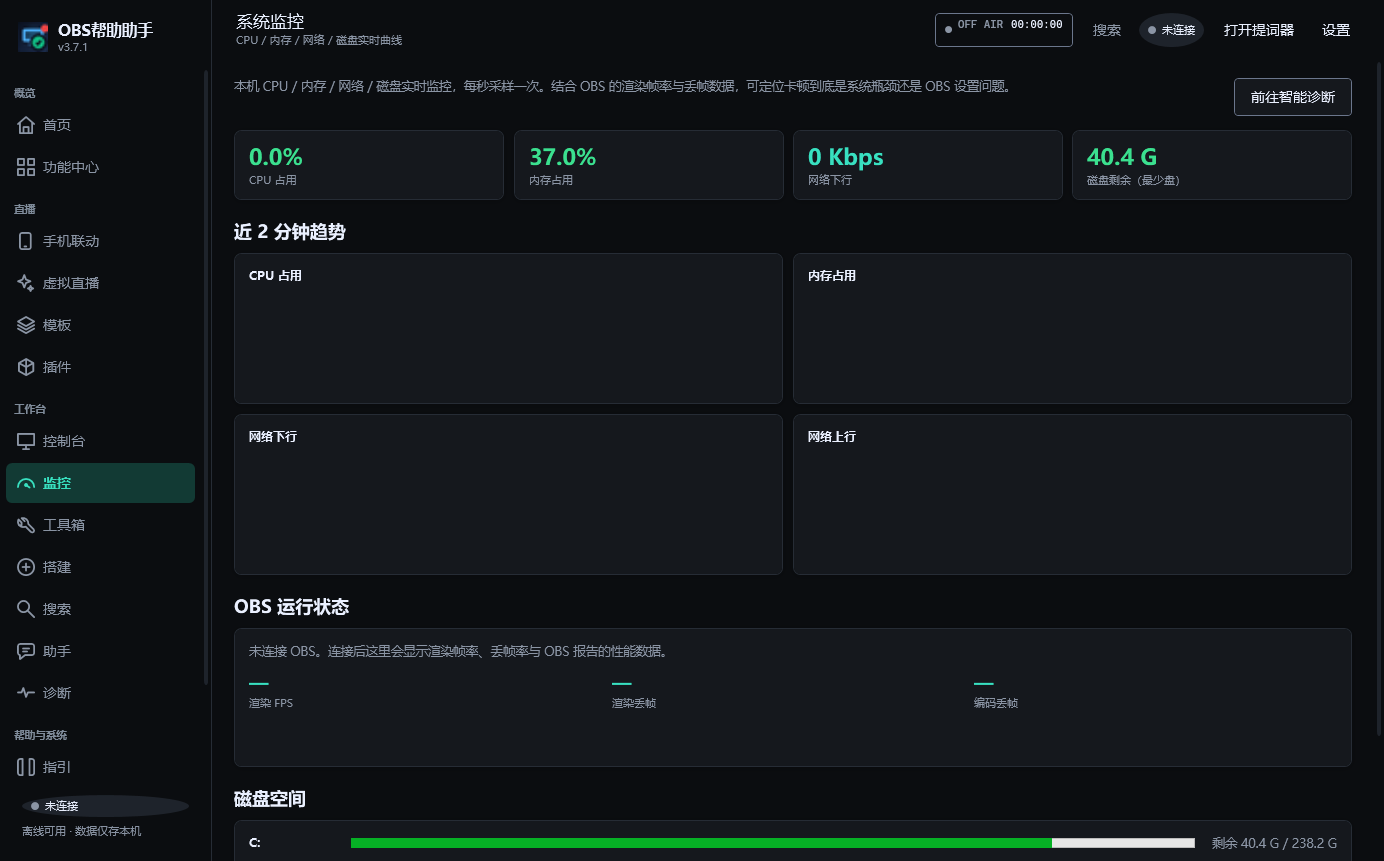 OBS帮助助手
v3.7.1
概览
首页
功能中心
直播
手机联动
虚拟直播
模板
插件
工作台
控制台
监控
工具箱
搭建
搜索
助手
诊断
帮助与系统
指引
未连接
离线可用 · 数据仅存本机
系统监控
CPU / 内存 / 网络 / 磁盘实时曲线
OFF AIR 00:00:00
搜索
未连接
打开提词器
设置
本机 CPU / 内存 / 网络 / 磁盘实时监控，每秒采样一次。结合 OBS 的渲染帧率与丢帧数据，可定位卡顿到底是系统瓶颈还是 OBS 设置问题。
前往智能诊断
0.0%
CPU 占用
37.0%
内存占用
0 Kbps
网络下行
40.4 G
磁盘剩余（最少盘）
近 2 分钟趋势
CPU 占用
内存占用
网络下行
网络上行
OBS 运行状态
未连接 OBS。连接后这里会显示渲染帧率、丢帧率与 OBS 报告的性能数据。
—
渲染 FPS
—
渲染丢帧
—
编码丢帧
磁盘空间
C:
剩余 40.4 G / 238.2 G